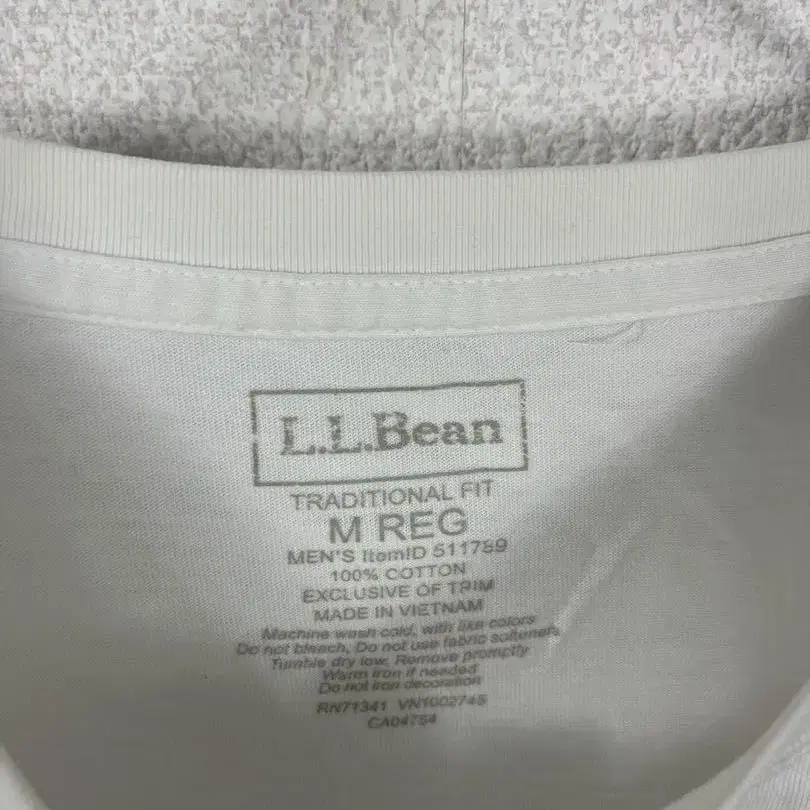 L.L.Bean
TRADITIONAL FIT
M REG
MEN'S ItemID 511759
100% COTTON
EXCLUSIVE OF TRIM
MADE IN VIETNAM
Machine wash cold, with like colors
Do not bleach, Do not use fabric softeners
Tumble dry low, Remove promptly
Warm iron if needed
Do not iron decoration
RN71341 VN1002745
CA04754